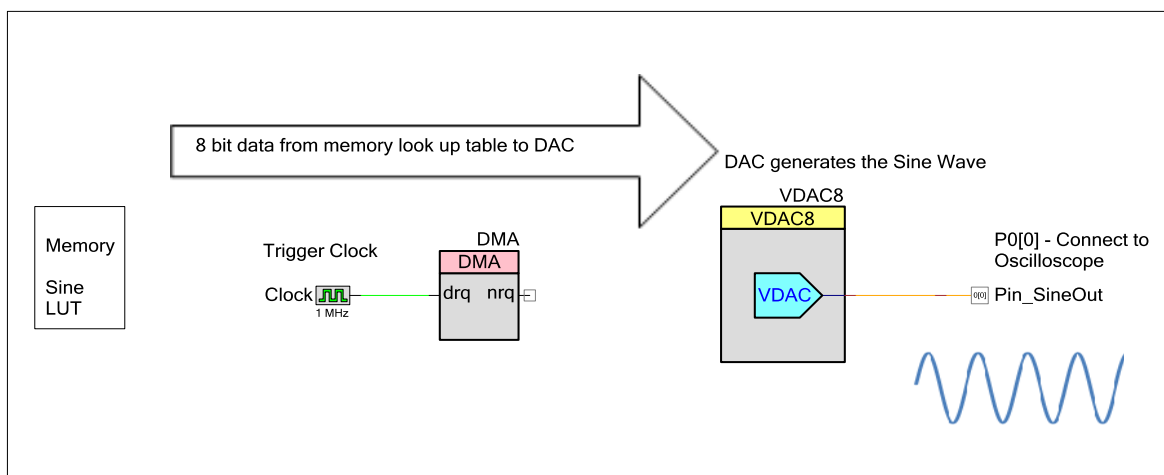 8 bit data from memory look up table to DAC
DAC generates the Sine Wave
VDAC8
VDAC8
VDAC
P0[0] - Connect to
Oscilloscope
0[0]
Pin_SineOut
Memory
Sine
LUT
Trigger Clock
Clock
1 MHz
DMA
DMA
drq
nrq